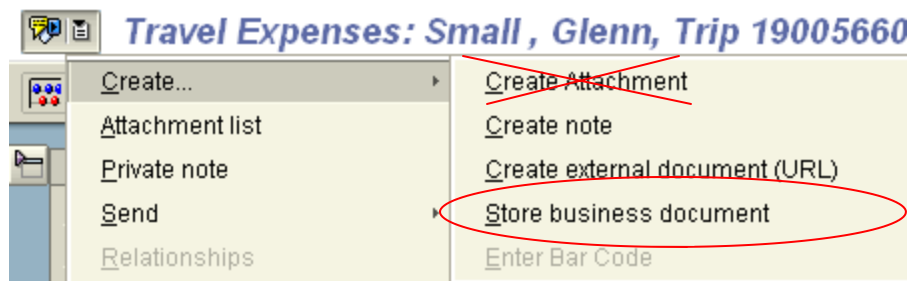 Travel Expenses: Small , Glenn, Trip 19005660
Create...
Attachment list
Private note
Send
Relationships
Create Attachment
Create note
Create external document (URL)
Store business document
Enter Bar Code